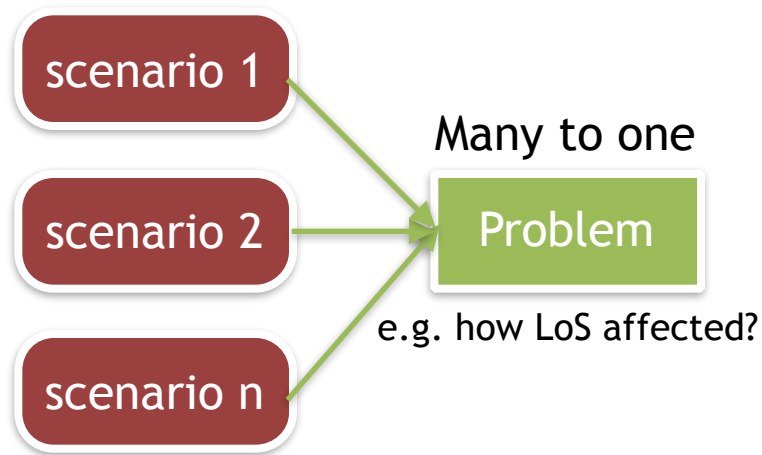 scenario 1
Many to one
scenario 2
Problem
e.g. how LoS affected?
scenario n